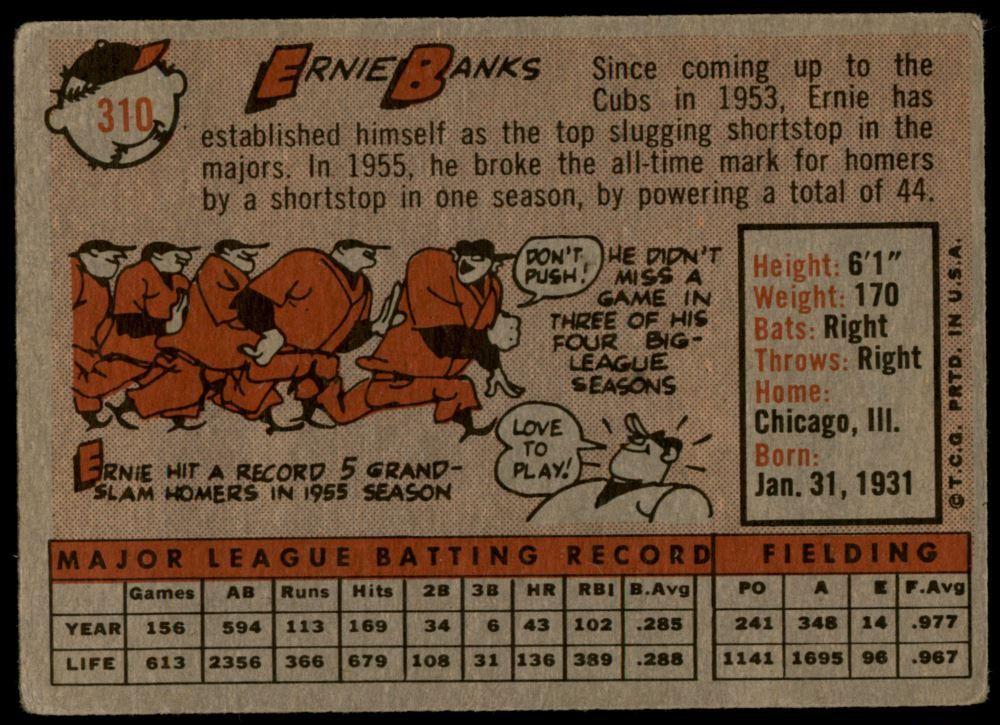 310
ERNIE BANKS
Since coming up to the
Cubs in 1953, Ernie has
established himself as the top slugging shortstop in the
majors. In 1955, he broke the all-time mark for homers
by a shortstop in one season, by powering a total of 44.
DON'T
PUSH!
HE DIDN'T
MISS A
GAME IN
THREE OF HIS
FOUR BIG-
LEAGUE
SEASONS
LOVE
TO
PLAY!
ERNIE HIT A RECORD 5 GRAND-
SLAM HOMERS IN 1955 SEASON
Height: 6'1"
Weight: 170
Bats: Right
Throws: Right
Home:
Chicago, Ill.
Born:
Jan. 31, 1931
© T.C.G. PRTD. IN U.S.A.
MAJOR LEAGUE BATTING RECORD FIELDING
Games AB Runs Hits 2B 3B HR RBI B.Avg PO A E F.Avg
YEAR 156 594 113 169 34 6 43 102 .285 241 348 14 .977
LIFE 613 2356 366 679 108 31 136 389 .288 1141 1695 96 .967